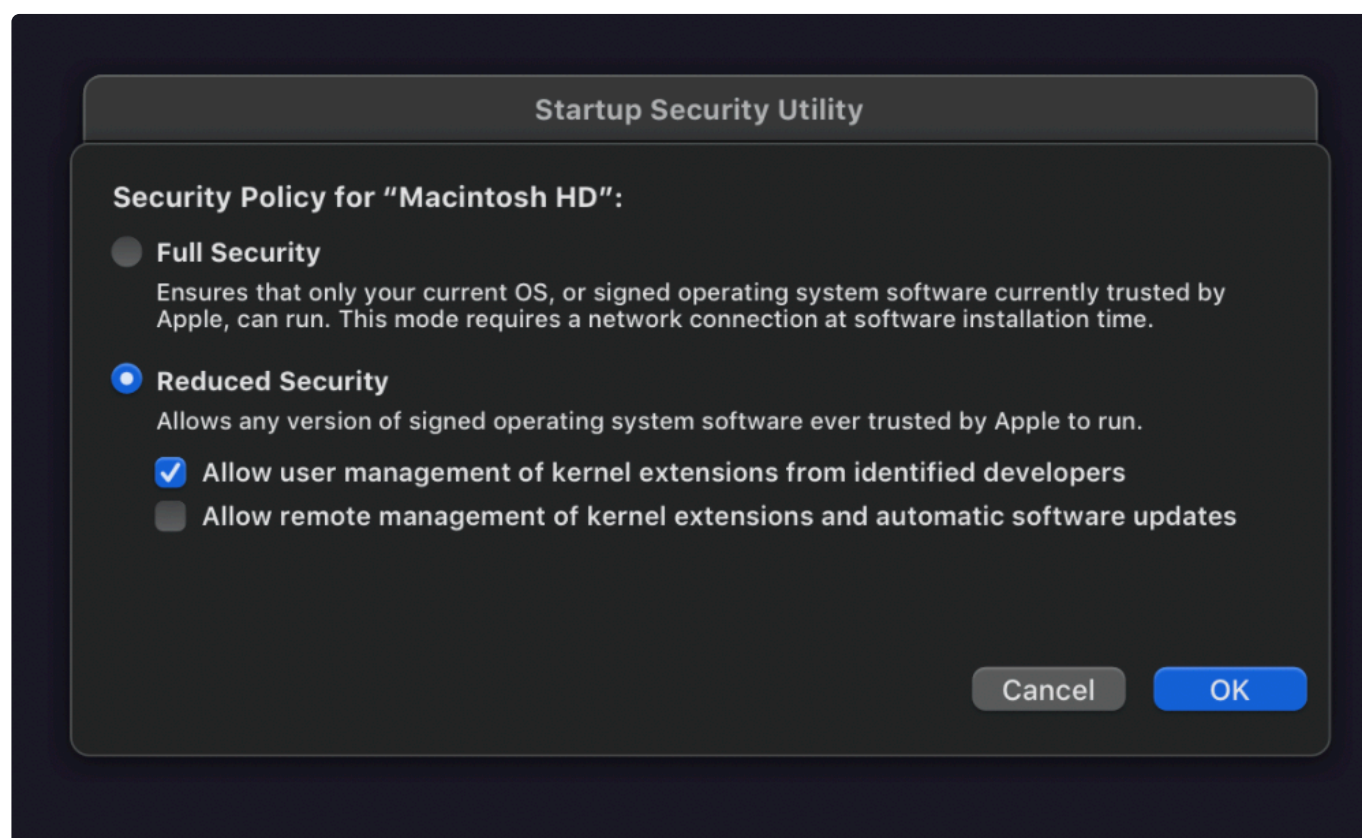 Startup Security Utility
Security Policy for “Macintosh HD”:
Full Security
Ensures that only your current OS, or signed operating system software currently trusted by
Apple, can run. This mode requires a network connection at software installation time.
Reduced Security
Allows any version of signed operating system software ever trusted by Apple to run.
Allow user management of kernel extensions from identified developers
Allow remote management of kernel extensions and automatic software updates
Cancel OK